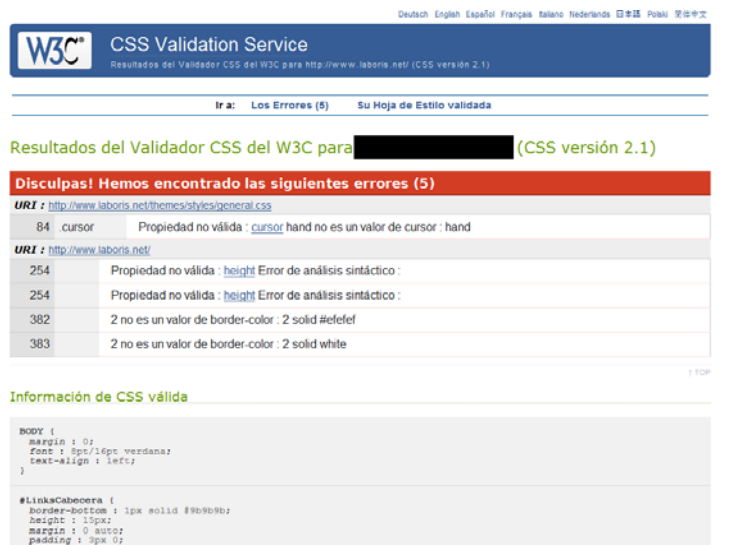 Deutsch English Español Français Italiano Nederlands 日本語 Polski 简体中文
W3C® CSS Validation Service
Resultados del Validador CSS del W3C para http://www.laboris.net/ (CSS versión 2.1)
Ir a: Los Errores (5) Su Hoja de Estilo validada
Resultados del Validador CSS del W3C para (CSS versión 2.1)
Disculpas! Hemos encontrado las siguientes errores (5)
URI : http://www.laboris.net/themes/styles/general.css
84 .cursor Propiedad no válida : cursor hand no es un valor de cursor : hand
URI : http://www.laboris.net/
254 Propiedad no válida : height Error de análisis sintáctico :
254 Propiedad no válida : height Error de análisis sintáctico :
382 2 no es un valor de border-color : 2 solid #efefef
383 2 no es un valor de border-color : 2 solid white
↑ TOP
Información de CSS válida
BODY {
margin : 0;
font : 8pt/16pt verdana;
text-align : left;
}
#LinksCabecera {
border-bottom : 1px solid #9b9b9b;
height : 15px;
margin : 0 auto;
padding : 3px 0;